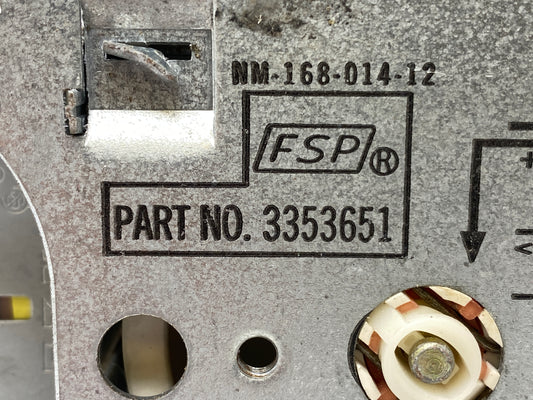 NM-168-014-12
FSP®
PART NO. 3353651
+
<